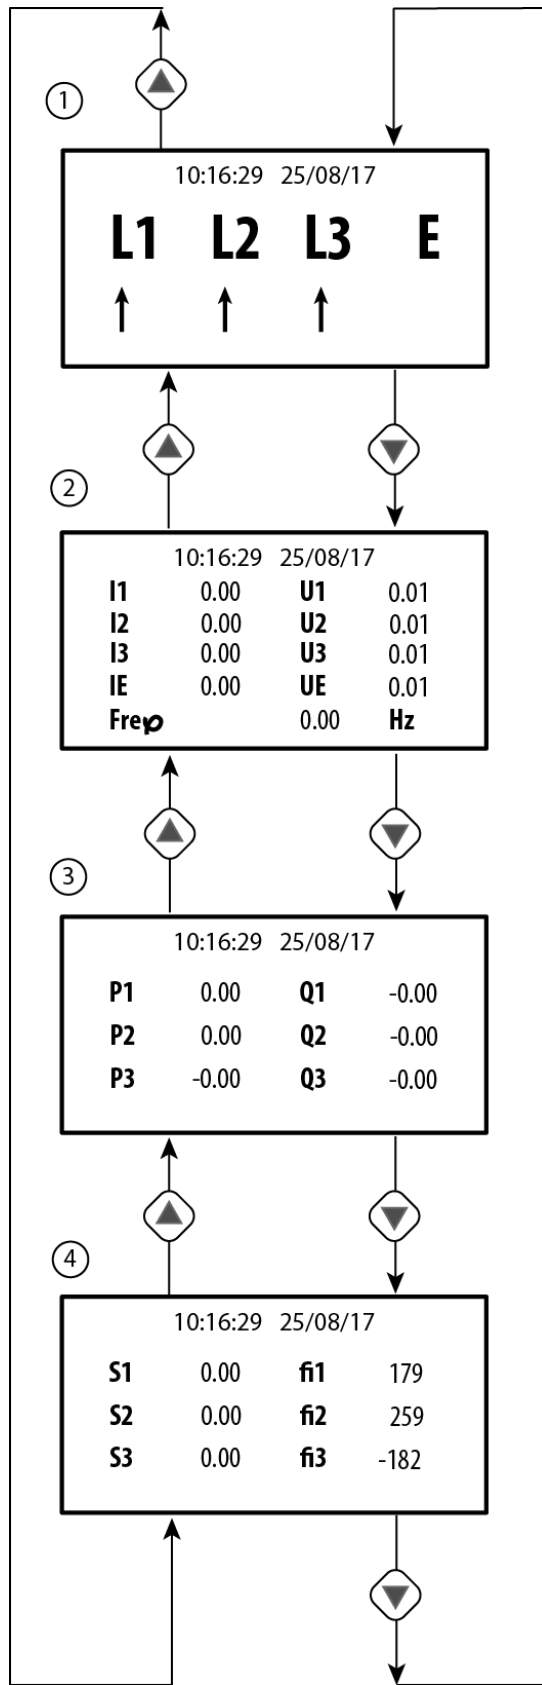 1
10:16:29 25/08/17
L1 L2 L3 E
2
10:16:29 25/08/17
I1 0.00 U1 0.01
I2 0.00 U2 0.01
I3 0.00 U3 0.01
IE 0.00 UE 0.01
Freφ 0.00 Hz
3
10:16:29 25/08/17
P1 0.00 Q1 -0.00
P2 0.00 Q2 -0.00
P3 -0.00 Q3 -0.00
4
10:16:29 25/08/17
S1 0.00 fi1 179
S2 0.00 fi2 259
S3 0.00 fi3 -182